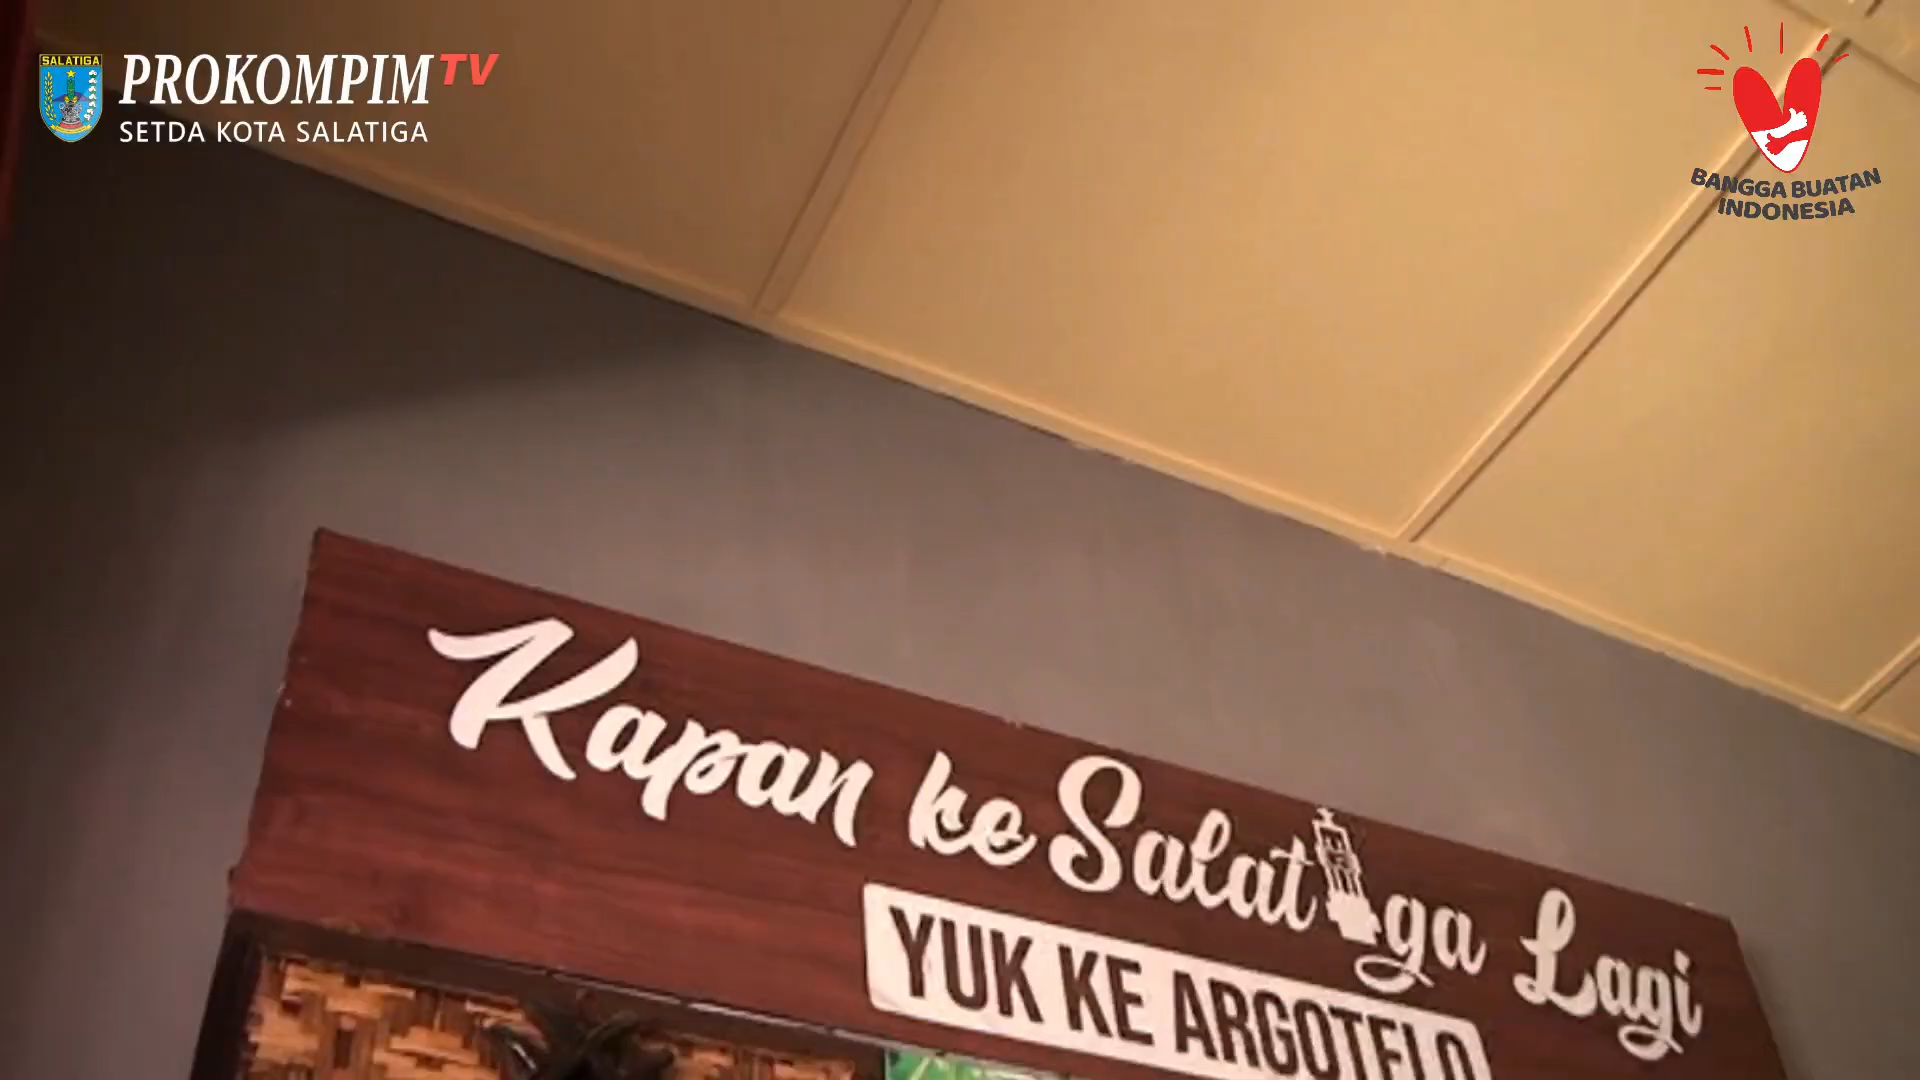 SALATIGA
PROKOMPIM TV
SETDA KOTA SALATIGA
BANGGA BUATAN
INDONESIA
Kapan ke Salatiga Lagi
YUK KE ARGOTELO